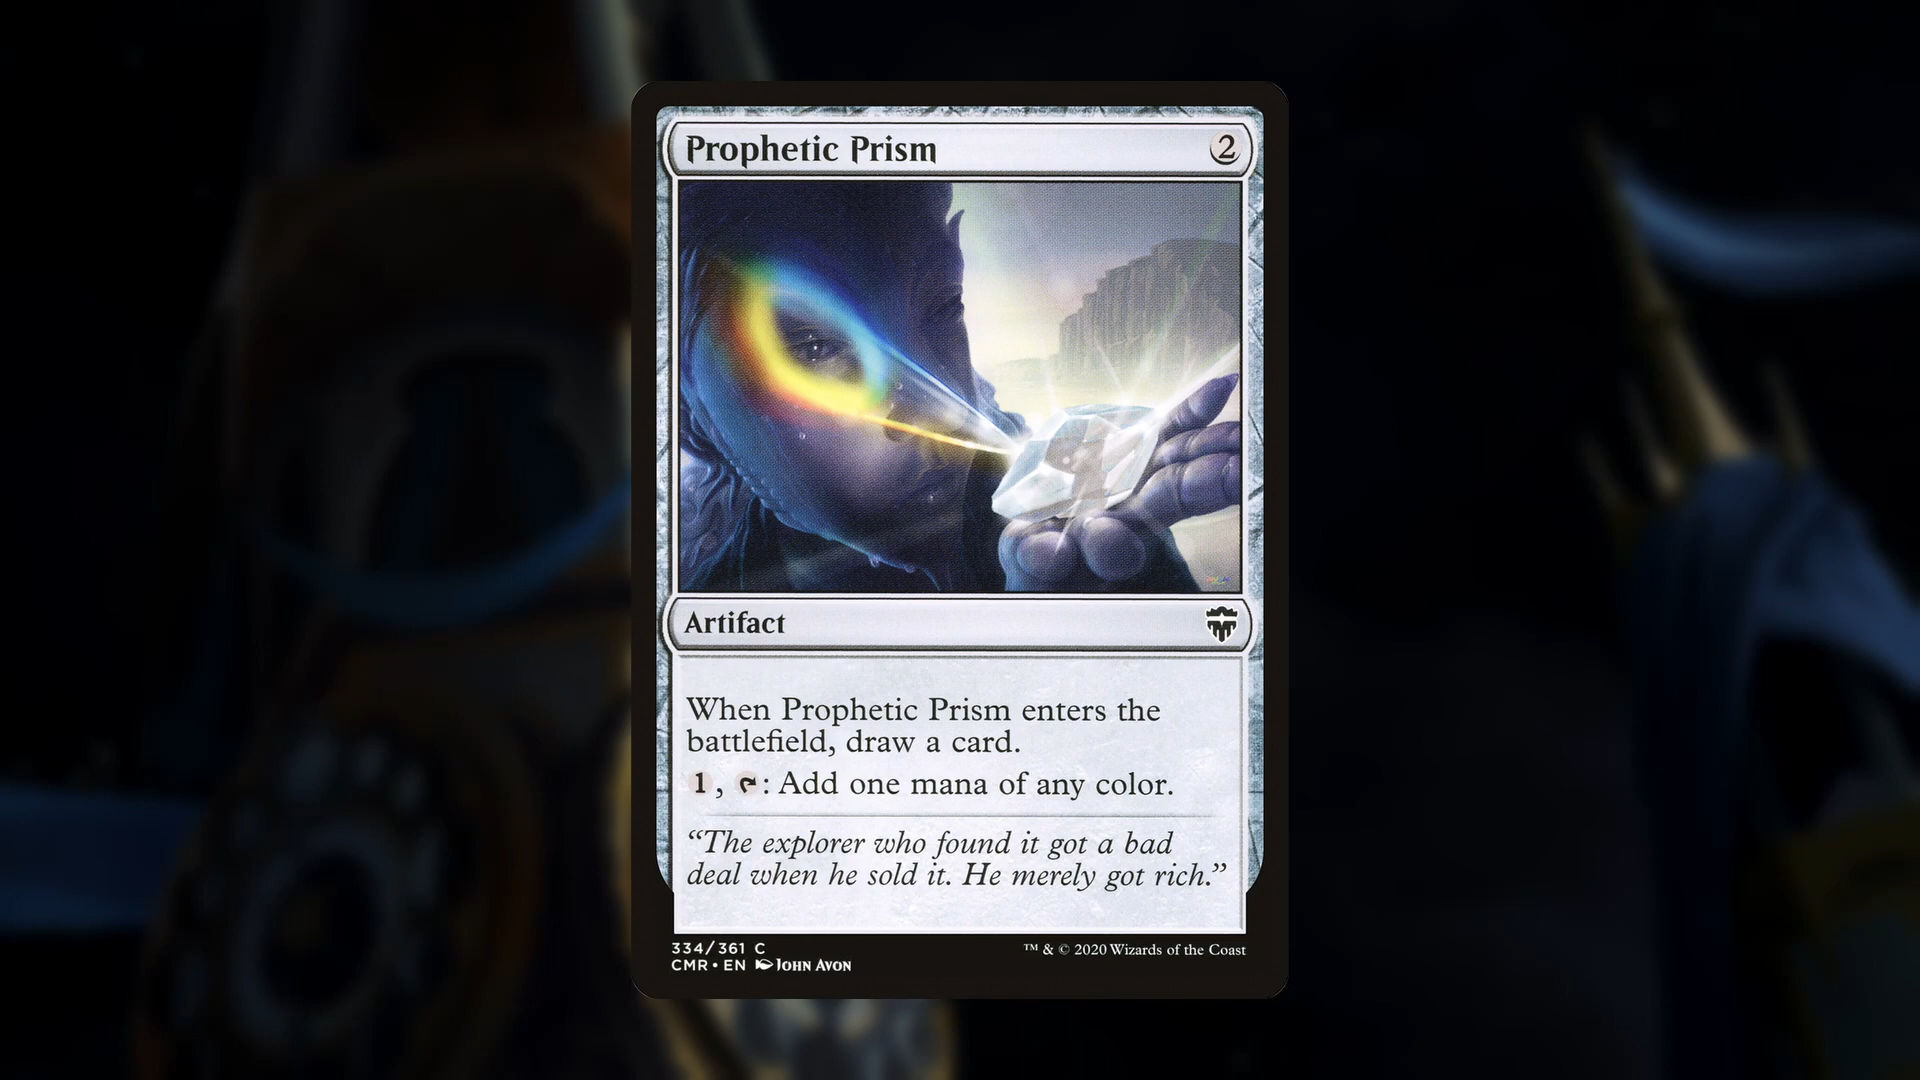 Prophetic Prism 2
Artifact
When Prophetic Prism enters the
battlefield, draw a card.
1, : Add one mana of any color.
“The explorer who found it got a bad
deal when he sold it. He merely got rich.”
334/361 C
™ & © 2020 Wizards of the Coast
CMR • EN John Avon